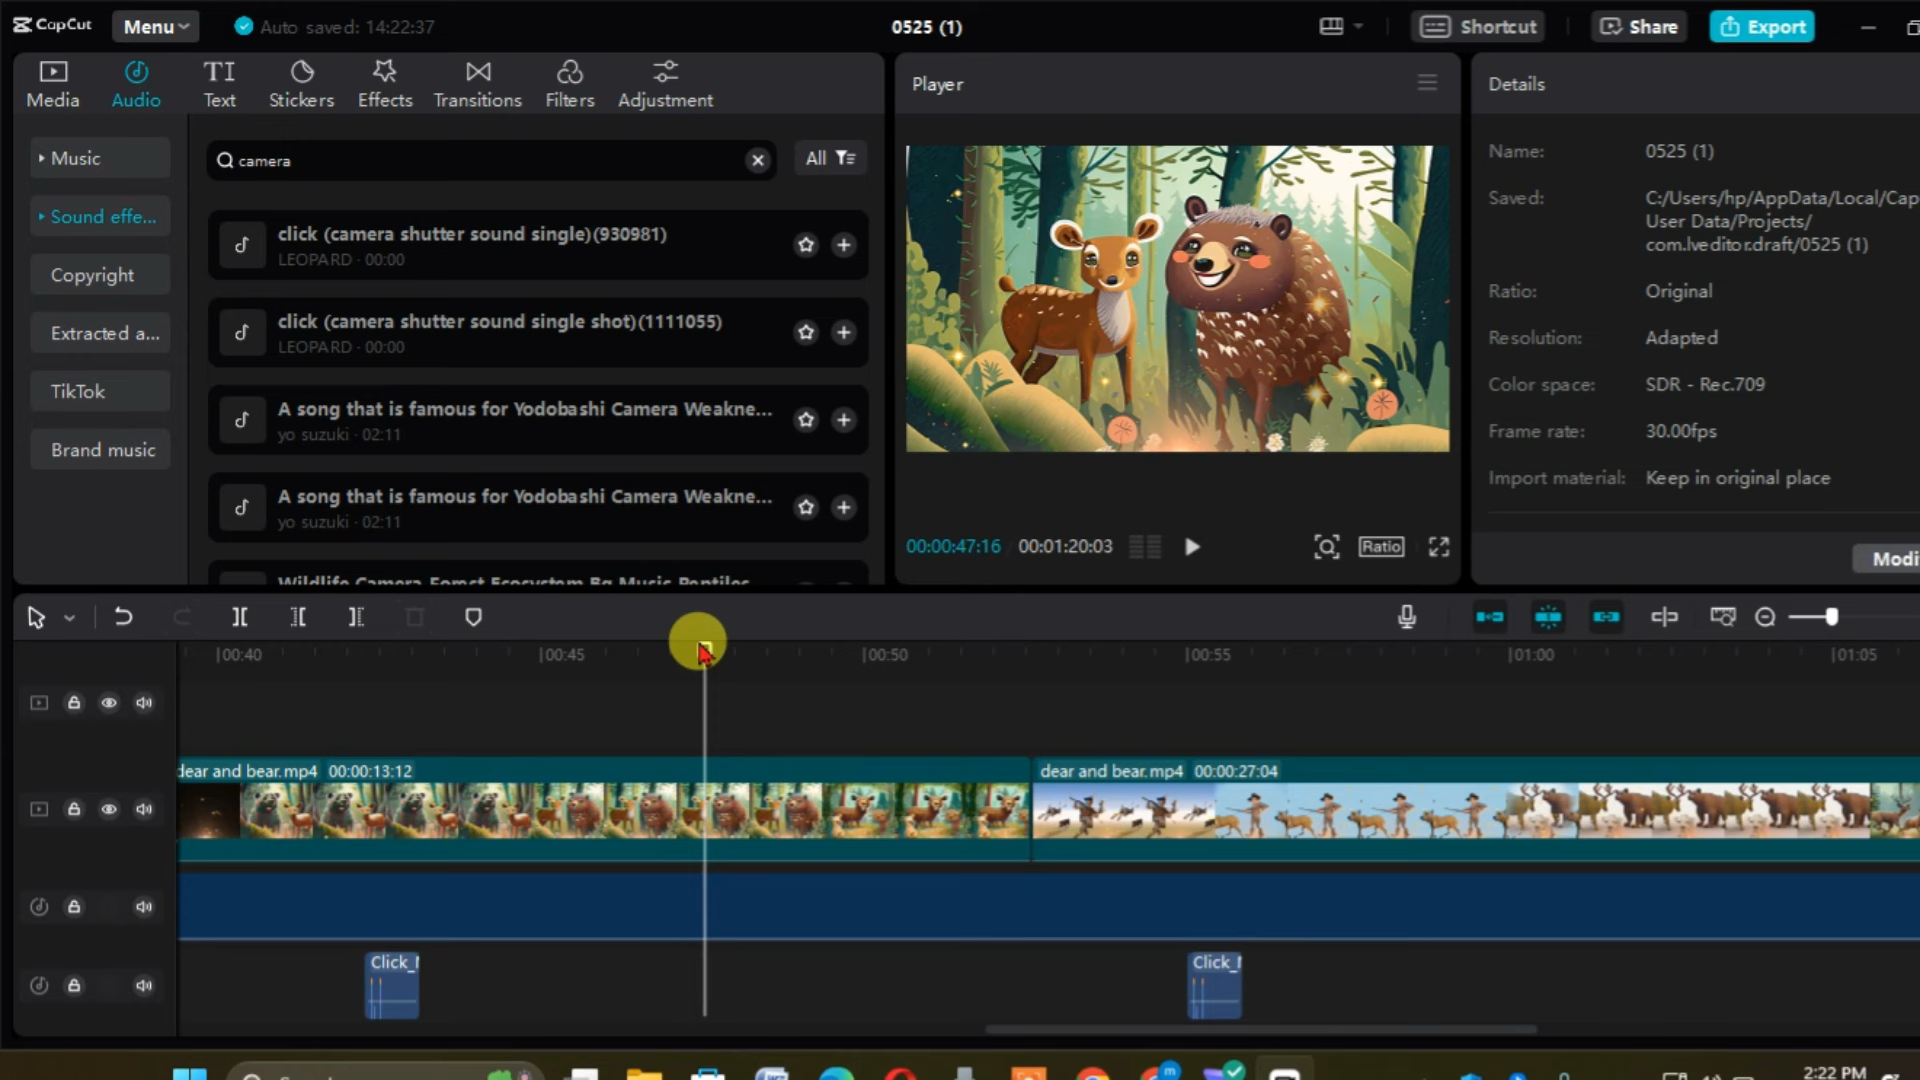 CapCut
Menu
Auto saved: 14:22:37
0525 (1)
Shortcut
Share
Export
Media
Audio
Text
Stickers
Effects
Transitions
Filters
Adjustment
Music
Sound effe...
Copyright
Extracted a...
TikTok
Brand music
camera
All
click (camera shutter sound single)(930981)
LEOPARD · 00:00
click (camera shutter sound single shot)(1111055)
LEOPARD · 00:00
A song that is famous for Yodobashi Camera Weakne...
yo suzuki · 02:11
A song that is famous for Yodobashi Camera Weakne...
yo suzuki · 02:11
Wildlife Camera Forest Ecosystem Bg Music Reptiles
Player
00:00:47:16
00:01:20:03
Ratio
Details
Name: 0525 (1)
Saved: C:/Users/hp/AppData/Local/Cap
User Data/Projects/
com.lveditor.draft/0525 (1)
Ratio: Original
Resolution: Adapted
Color space: SDR - Rec.709
Frame rate: 30.00fps
Import material: Keep in original place
Modi
00:40
00:45
00:50
00:55
01:00
01:05
dear and bear.mp4 00:00:13:12
dear and bear.mp4 00:00:27:04
Click_
Click_
2:22 PM